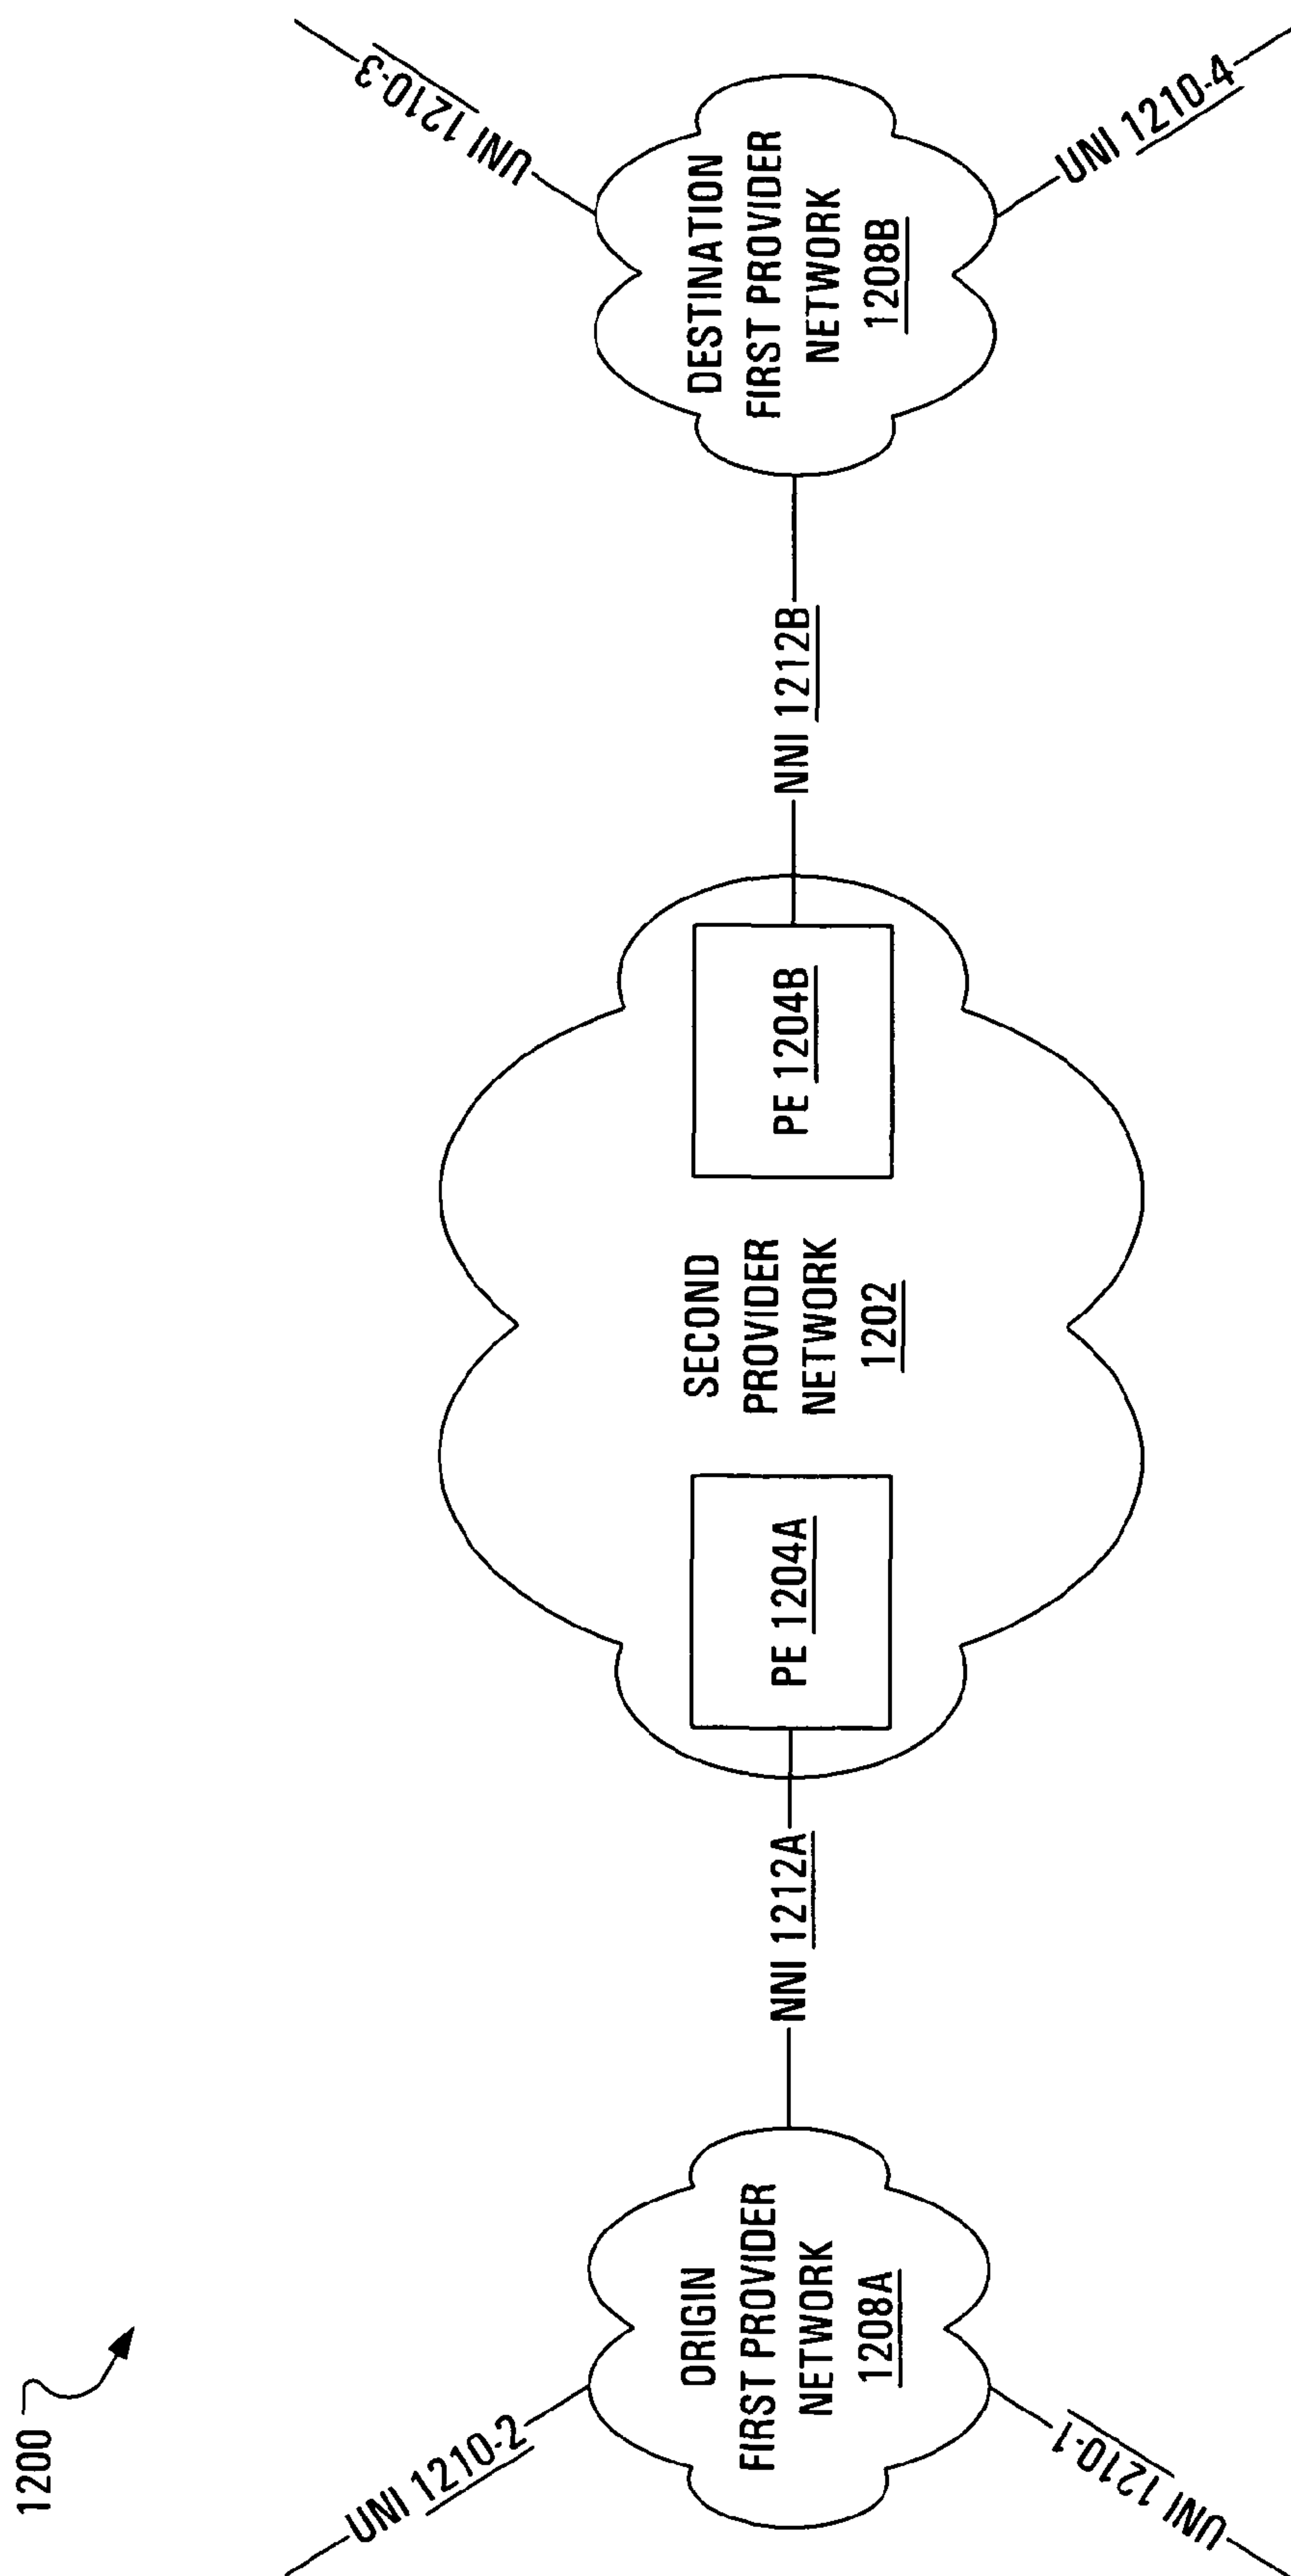 1200
UNI 1210-2
UNI 1210-1
ORIGIN
FIRST PROVIDER
NETWORK
1208A
NNI 1212A
PE 1204A
SECOND
PROVIDER
NETWORK
1202
PE 1204B
NNI 1212B
DESTINATION
FIRST PROVIDER
NETWORK
1208B
UNI 1210-3
UNI 1210-4